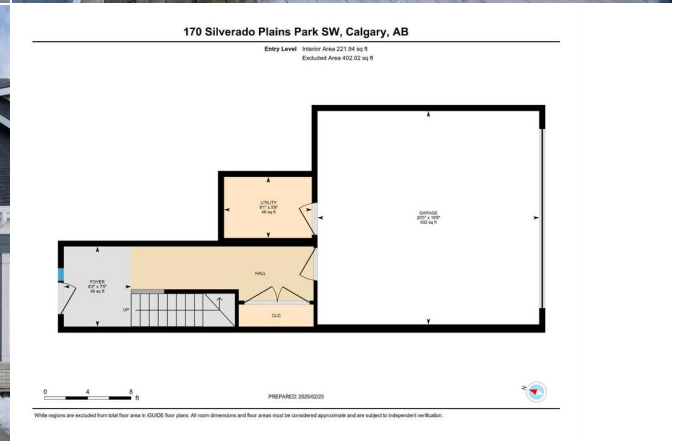 170 Silverado Plains Park SW, Calgary, AB
Entry Level Interior Area 221.94 sq ft
Excluded Area 402.02 sq ft
UTILITY
46 sq ft
GARAGE
402 sq ft
HALL
FOYER
46 sq ft
UP
CLO
0 4 8
ft
PREPARED: 2025/02/25
N
White regions are excluded from total floor area in iGUIDE floor plans. All room dimensions and floor areas must be considered approximate and are subject to independent verification.